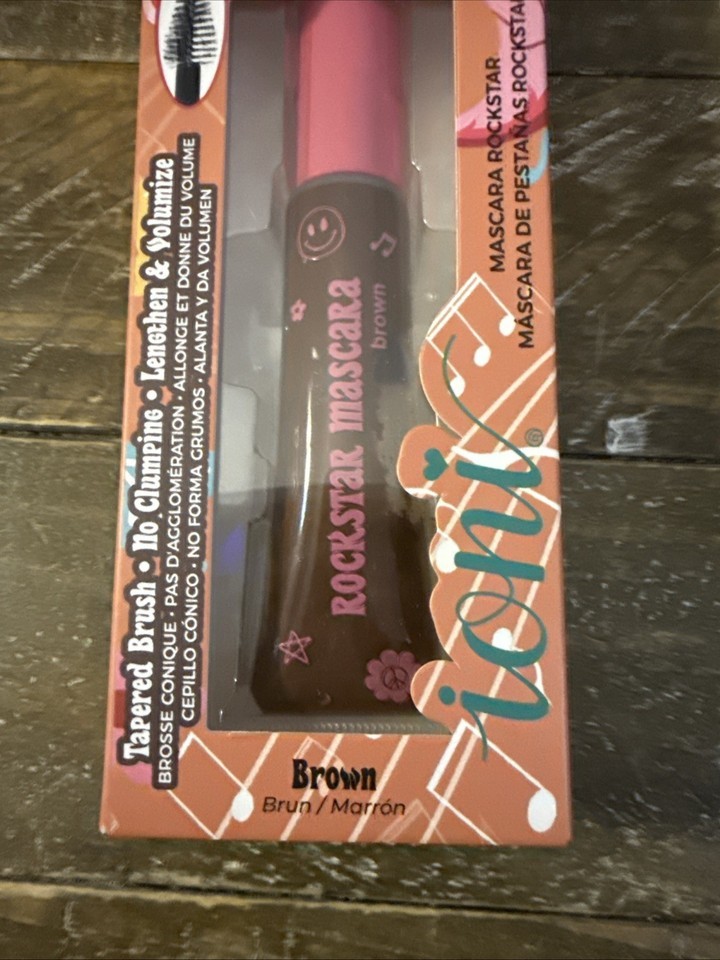 Tapered Brush • No Clumping • Lengthen & Volumize
BROSSE CONIQUE • PAS D'AGGLOMÉRATION • ALLONGE ET DONNE DU VOLUME
CEPILLO CÓNICO • NO FORMA GRUMOS • ALANTA Y DA VOLUMEN
ROCKSTAR mascara
brown
MASCARA ROCKSTAR
MÁSCARA DE PESTAÑAS ROCKSTAR
ioni®
Brown
Brun / Marrón